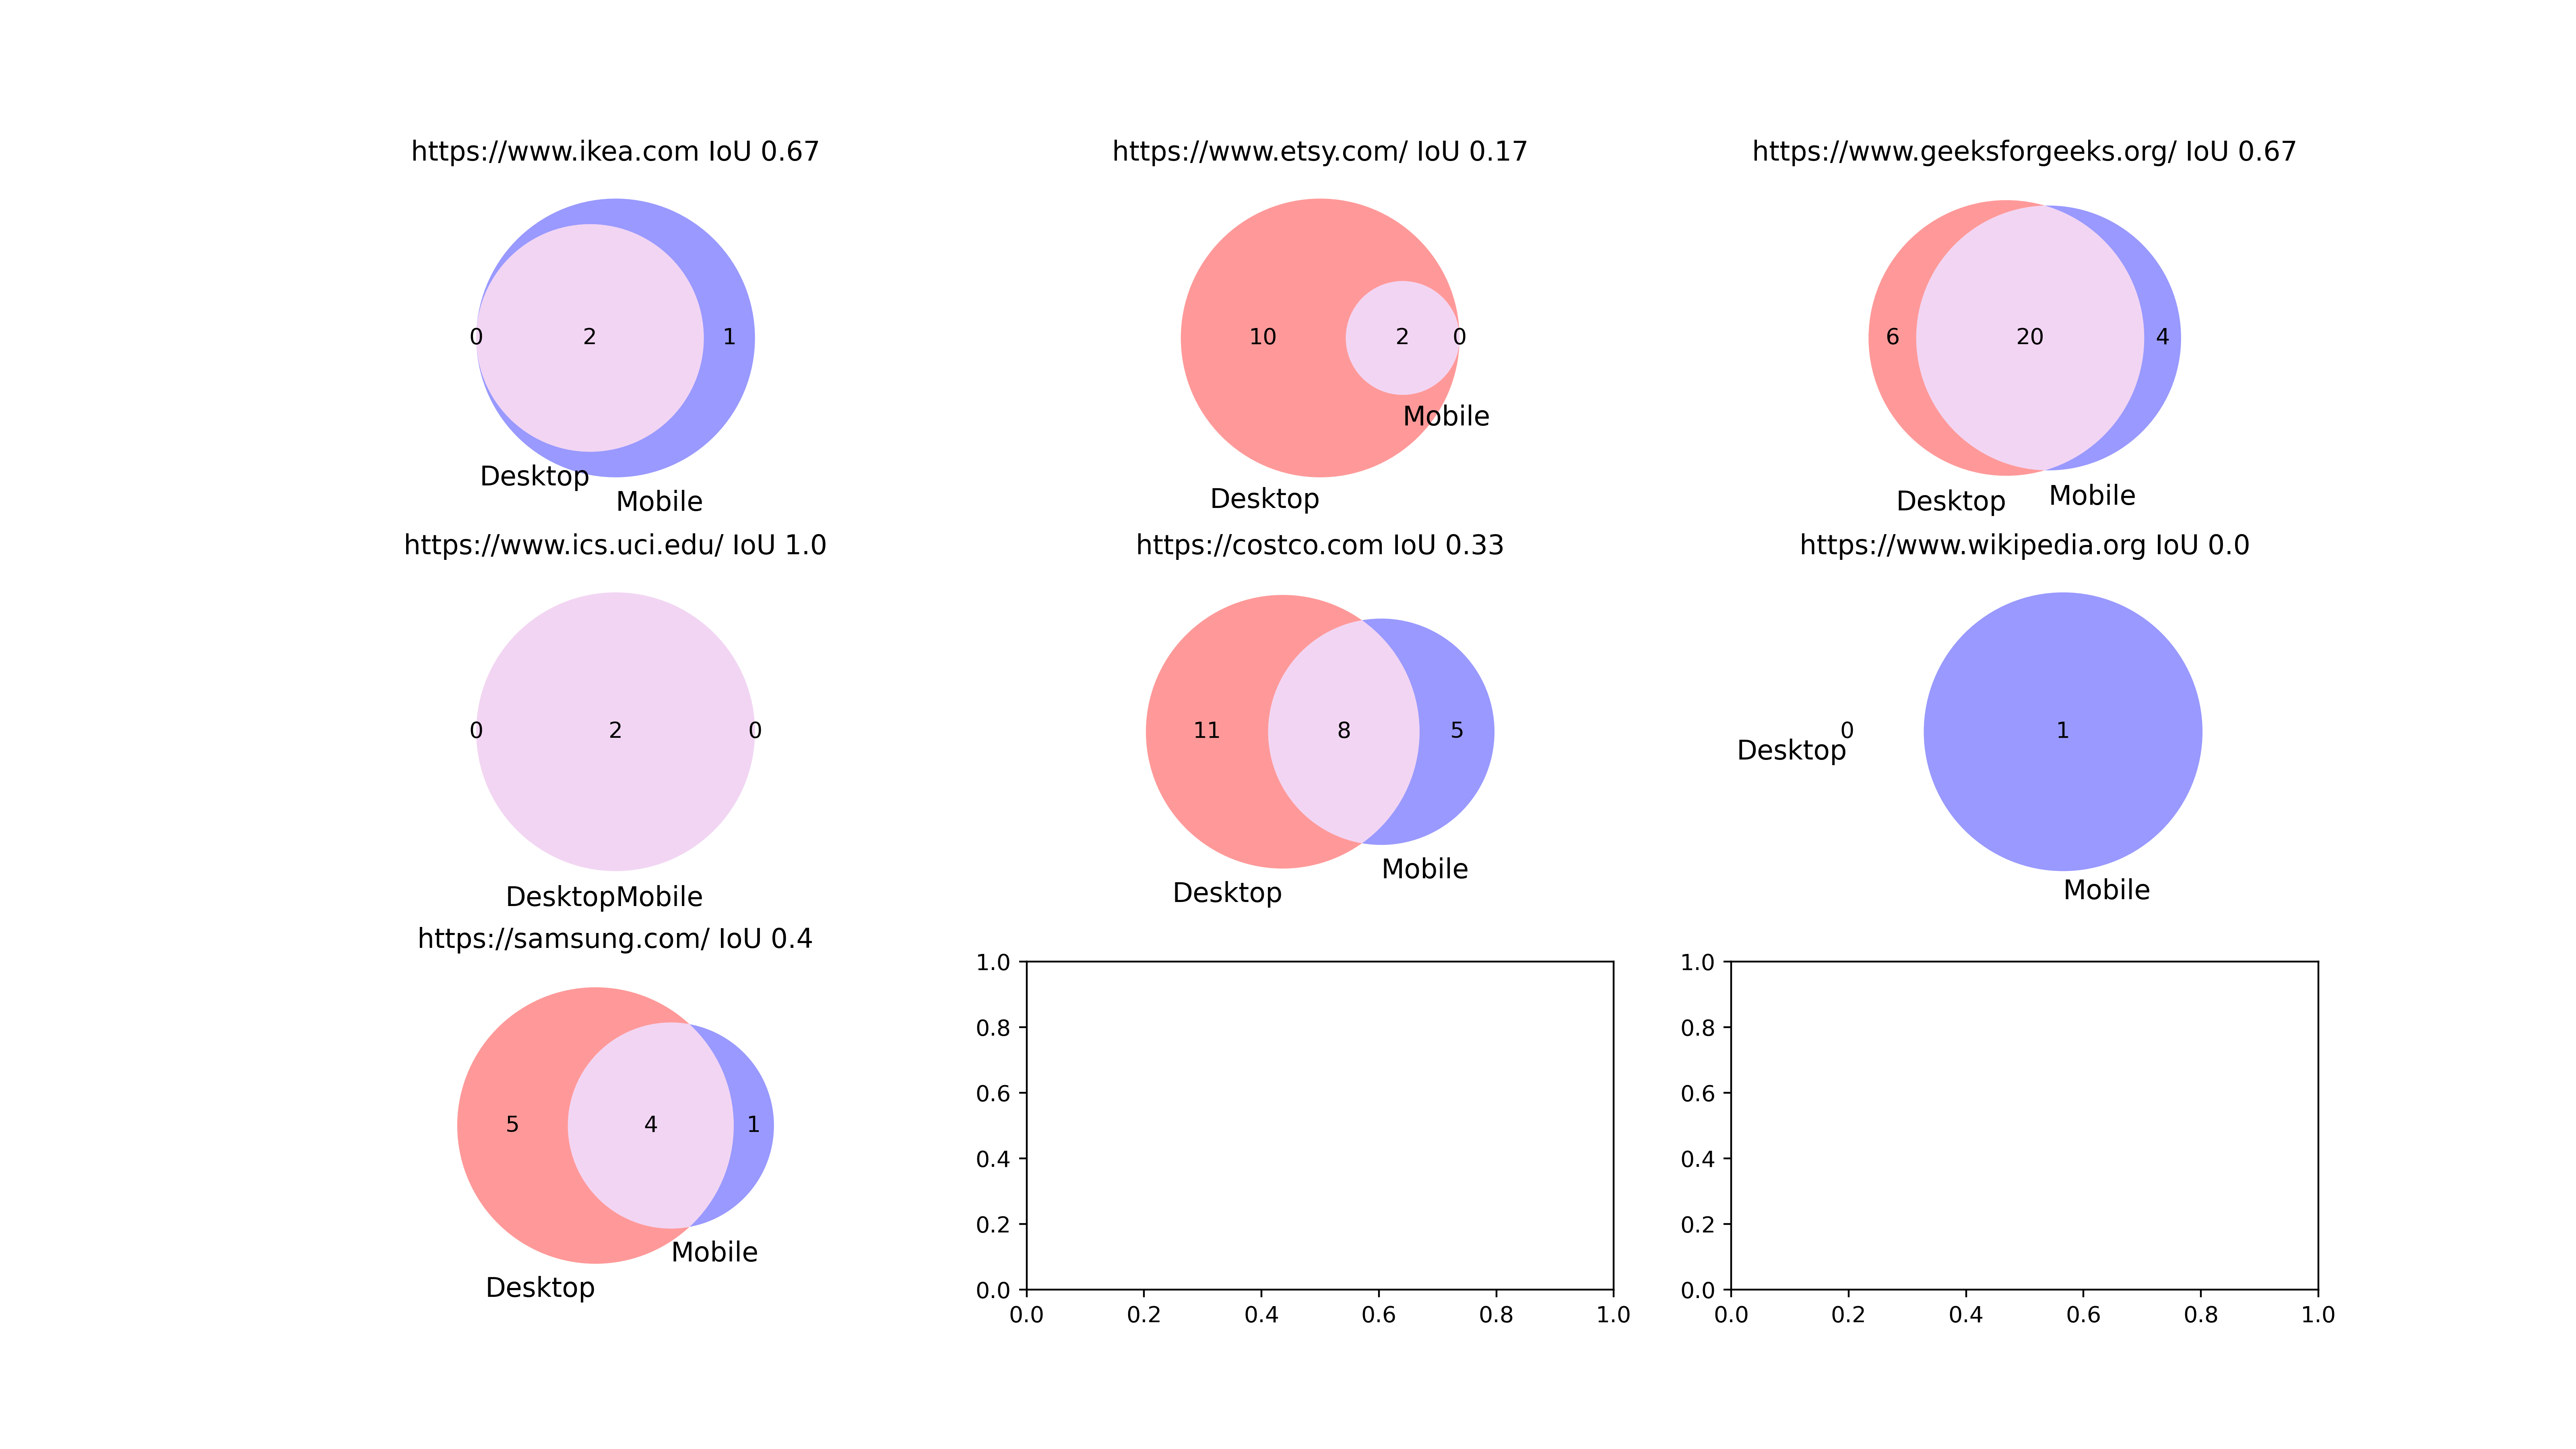 https://www.ikea.com IoU 0.67
0
2
1
Desktop
Mobile
https://www.etsy.com/ IoU 0.17
10
2
0
Mobile
Desktop
https://www.geeksforgeeks.org/ IoU 0.67
6
20
4
Desktop
Mobile
https://www.ics.uci.edu/ IoU 1.0
0
2
0
DesktopMobile
https://costco.com IoU 0.33
11
8
5
Mobile
Desktop
https://www.wikipedia.org IoU 0.0
0
1
Desktop
Mobile
https://samsung.com/ IoU 0.4
5
4
1
Mobile
Desktop
1.0
0.8
0.6
0.4
0.2
0.0
0.0 0.2 0.4 0.6 0.8 1.0
1.0
0.8
0.6
0.4
0.2
0.0
0.0 0.2 0.4 0.6 0.8 1.0